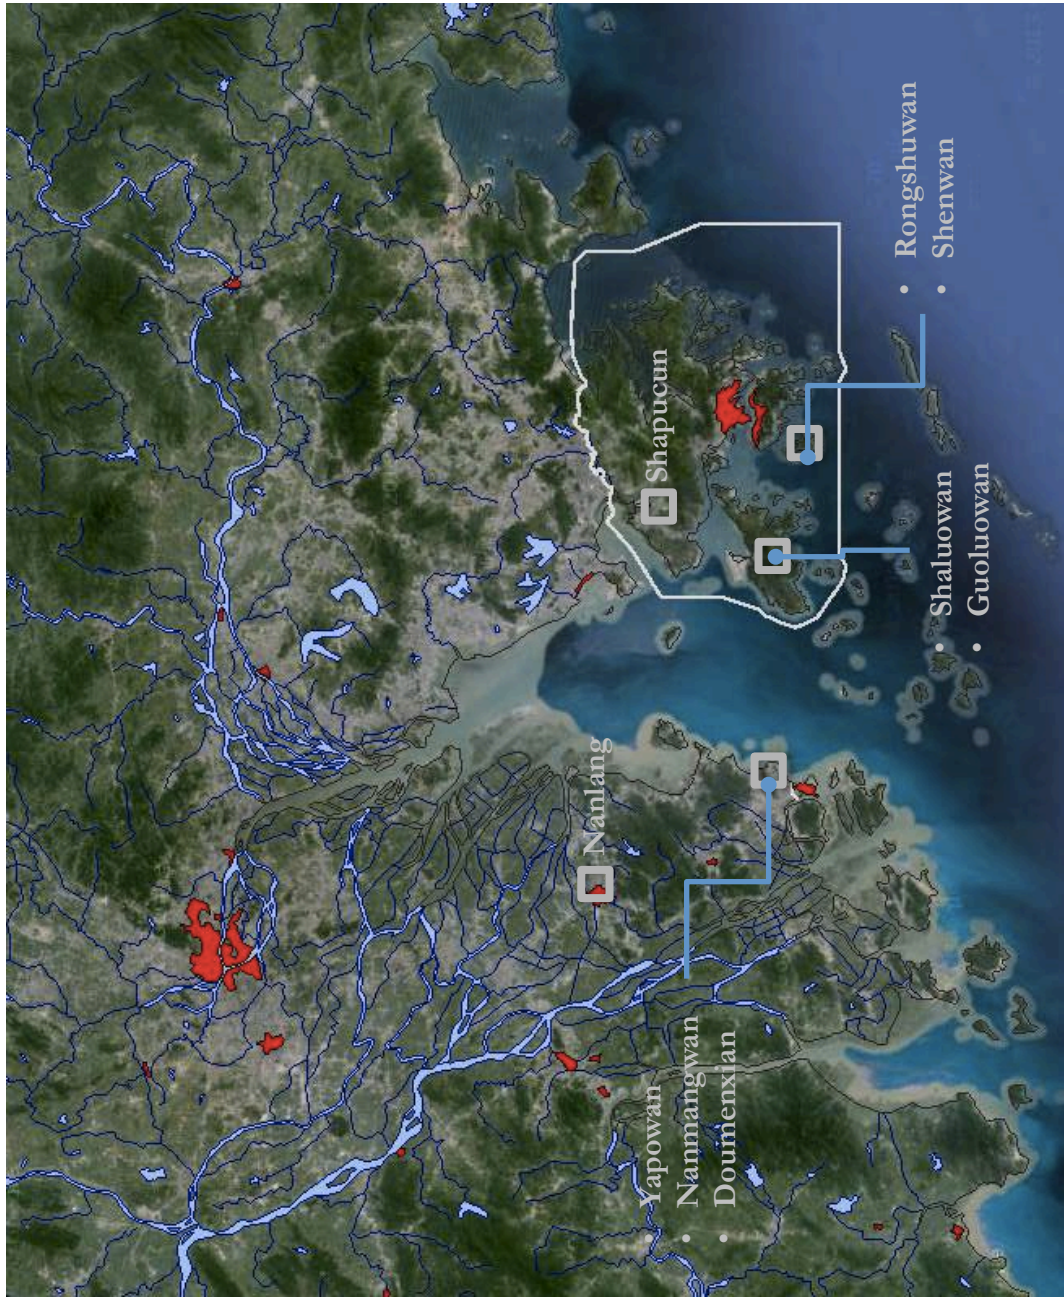 Shapucun
Nanlang
• Rongshuwan
• Shenwan
• Shaluowan
• Guoluowan
• Yapowan
• Nanmangwan
• Doumenxian